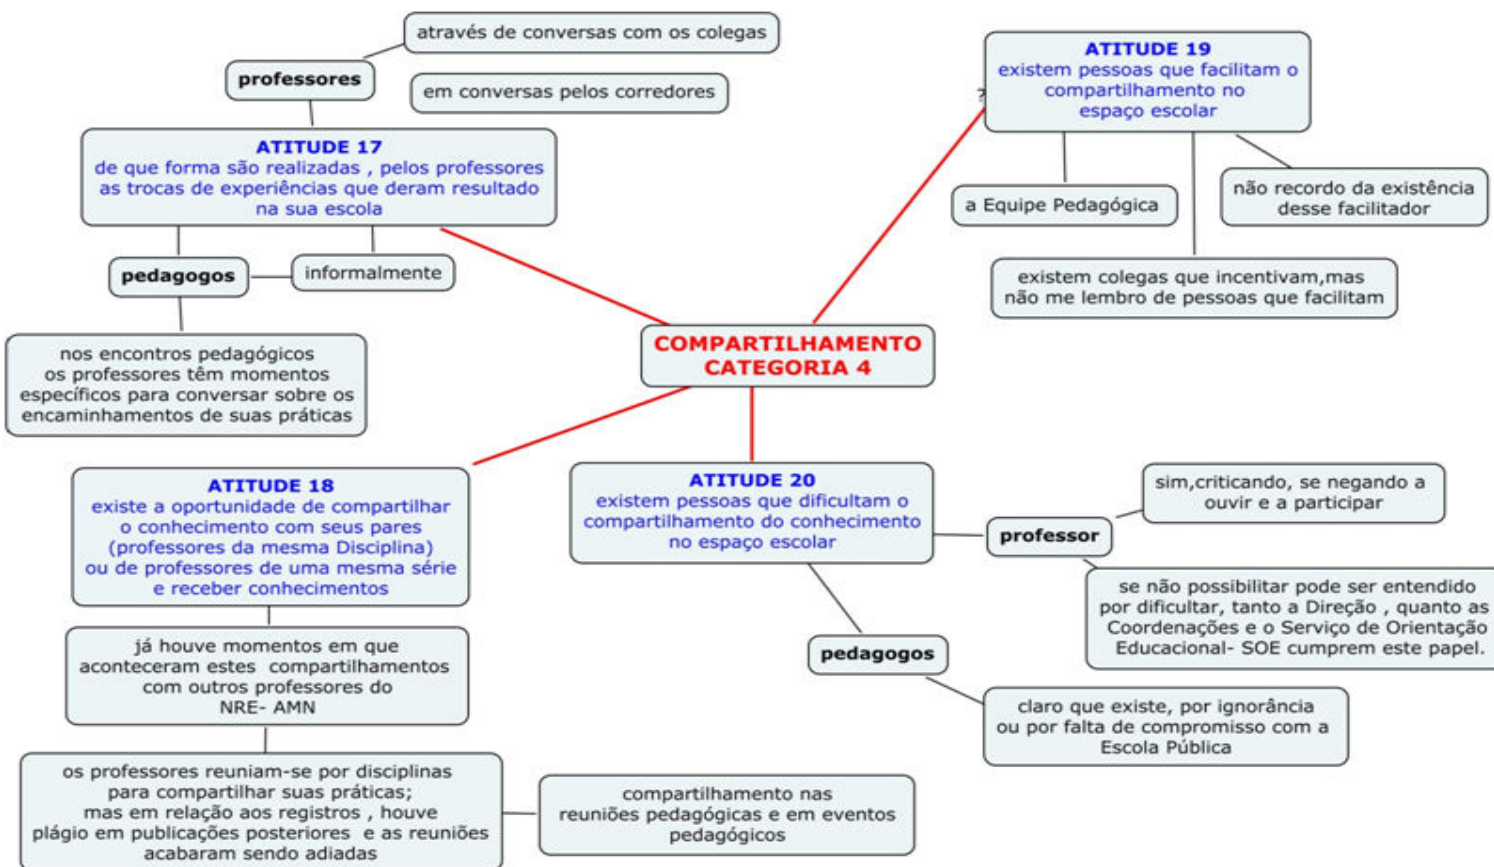 através de conversas com os colegas
professores
em conversas pelos corredores
ATITUDE 17
de que forma são realizadas , pelos professores
as trocas de experiências que deram resultado
na sua escola
pedagogos
informalmente
nos encontros pedagógicos
os professores têm momentos
específicos para conversar sobre os
encaminhamentos de suas práticas
ATITUDE 19
existem pessoas que facilitam o
compartilhamento no
espaço escolar
?
a Equipe Pedagógica
não recordo da existência
desse facilitador
existem colegas que incentivam,mas
não me lembro de pessoas que facilitam
COMPARTILHAMENTO
CATEGORIA 4
ATITUDE 18
existe a oportunidade de compartilhar
o conhecimento com seus pares
(professores da mesma Disciplina)
ou de professores de uma mesma série
e receber conhecimentos
já houve momentos em que
aconteceram estes compartilhamentos
com outros professores do
NRE- AMN
os professores reuniam-se por disciplinas
para compartilhar suas práticas;
mas em relação aos registros , houve
plágio em publicações posteriores e as reuniões
acabaram sendo adiadas
compartilhamento nas
reuniões pedagógicas e em eventos
pedagógicos
ATITUDE 20
existem pessoas que dificultam o
compartilhamento do conhecimento
no espaço escolar
professor
sim,criticando, se negando a
ouvir e a participar
se não possibilitar pode ser entendido
por dificultar, tanto a Direção , quanto as
Coordenações e o Serviço de Orientação
Educacional- SOE cumprem este papel.
pedagogos
claro que existe, por ignorância
ou por falta de compromisso com a
Escola Pública